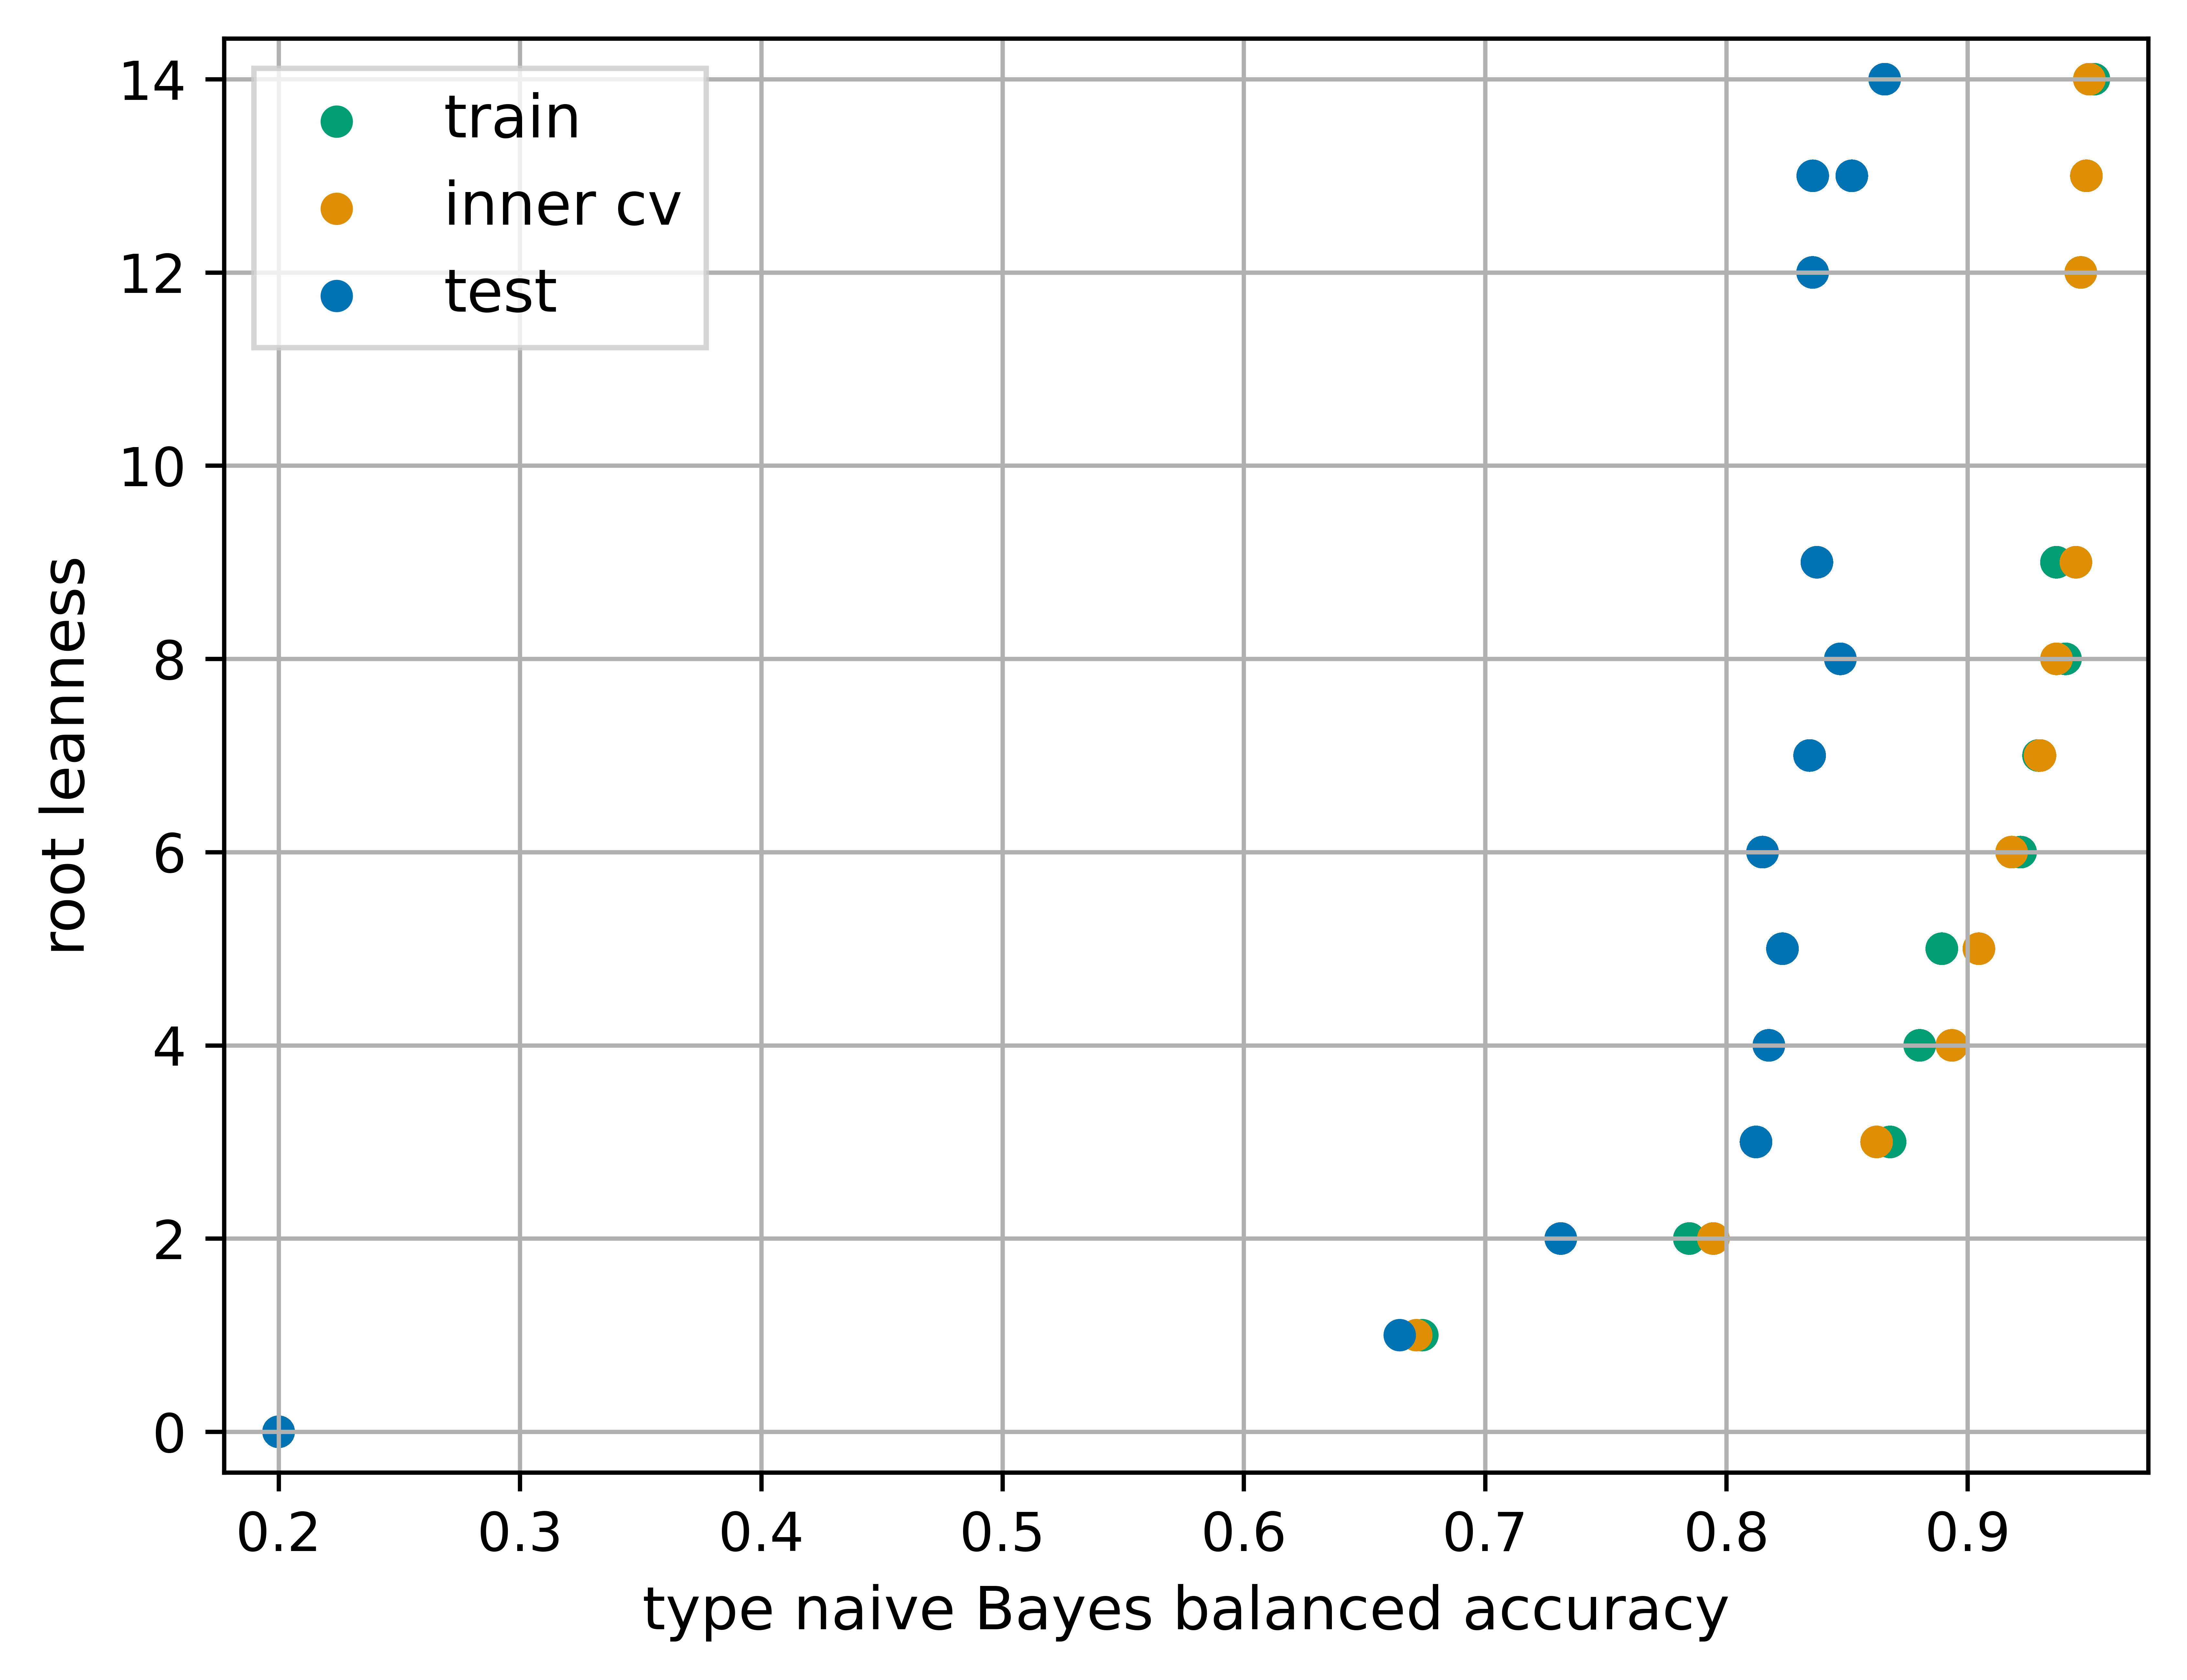 14
12
10
8
6
4
2
0
root leanness
train
inner cv
test
0.2 0.3 0.4 0.5 0.6 0.7 0.8 0.9
type naive Bayes balanced accuracy